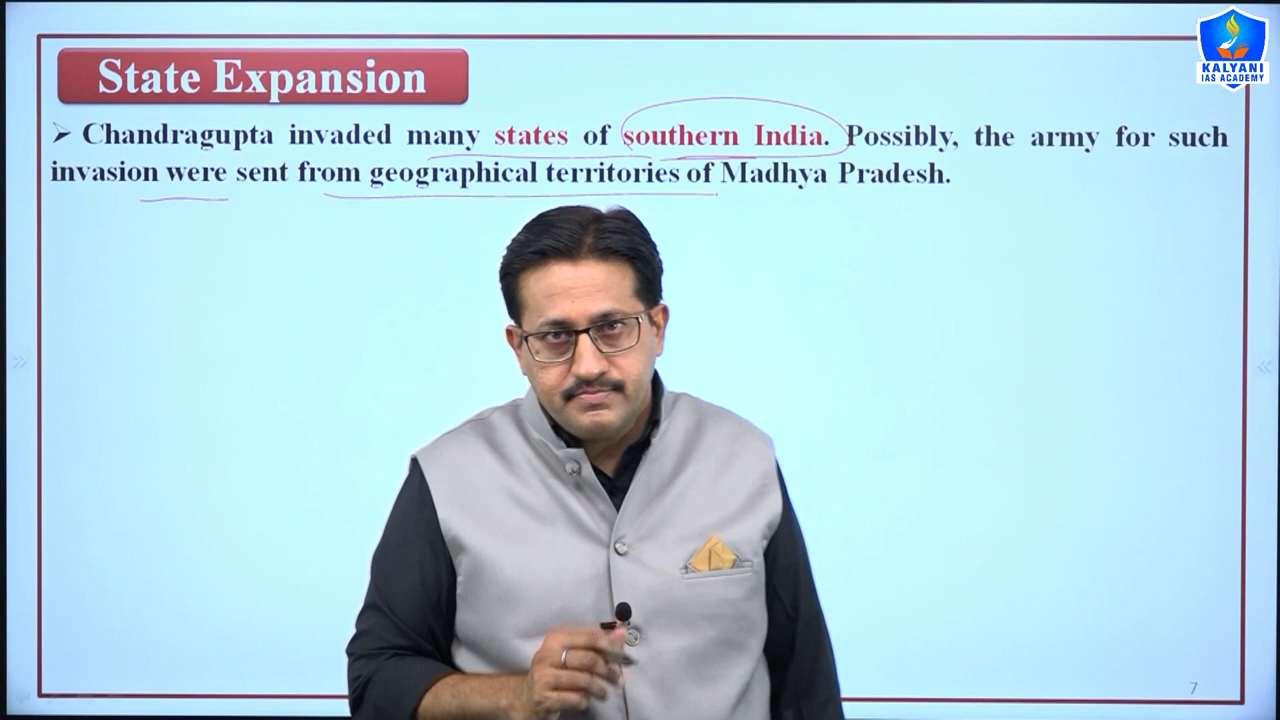 KALYANI
IAS ACADEMY
State Expansion
➢ Chandragupta invaded many states of southern India. Possibly, the army for such
invasion were sent from geographical territories of Madhya Pradesh.
7